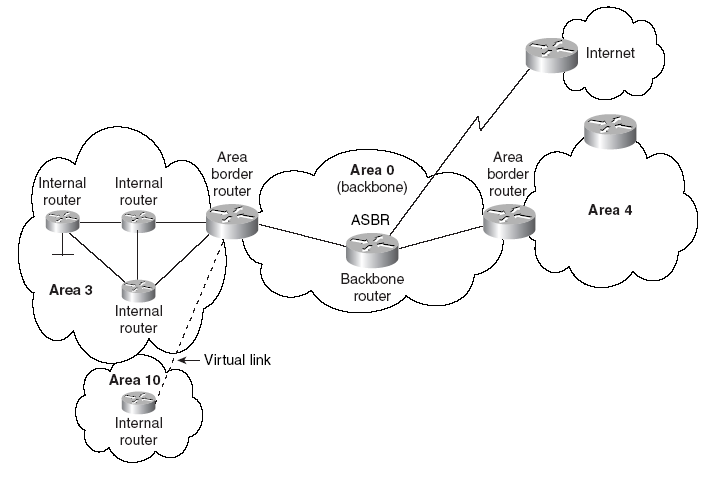 Internet
Area
border
router
Area 0
(backbone)
Area
border
router
Internal
router
Internal
router
Area 4
ASBR
Backbone
router
Area 3
Internal
router
Virtual link
Area 10
Internal
router